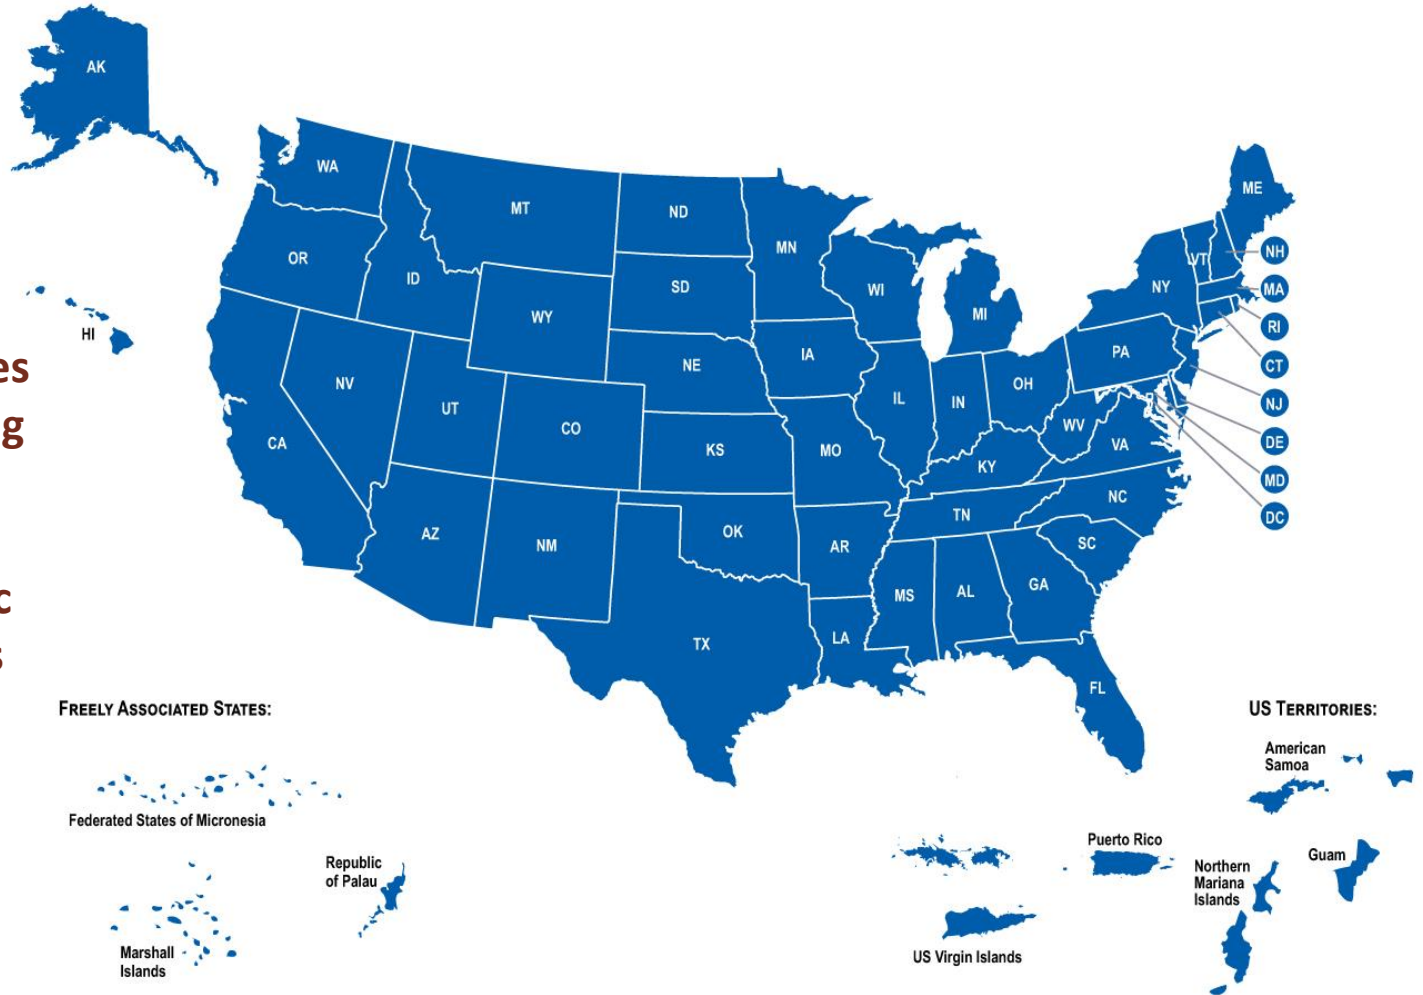 AK
WA
MT
ND
MN
ME
OR
ID
SD
WI
MI
NY
VT
NH
MA
RI
CT
NJ
DE
MD
DC
HI
WY
IA
NE
PA
NV
UT
CO
KS
MO
IL
IN
OH
WV
VA
KY
CA
AZ
NM
OK
AR
TN
NC
SC
MS
AL
GA
TX
LA
FL
es
g
c
s
FREELY ASSOCIATED STATES:
Federated States of Micronesia
Republic
of Palau
Marshall
Islands
US TERRITORIES:
American
Samoa
Puerto Rico
Northern
Mariana
Islands
Guam
US Virgin Islands